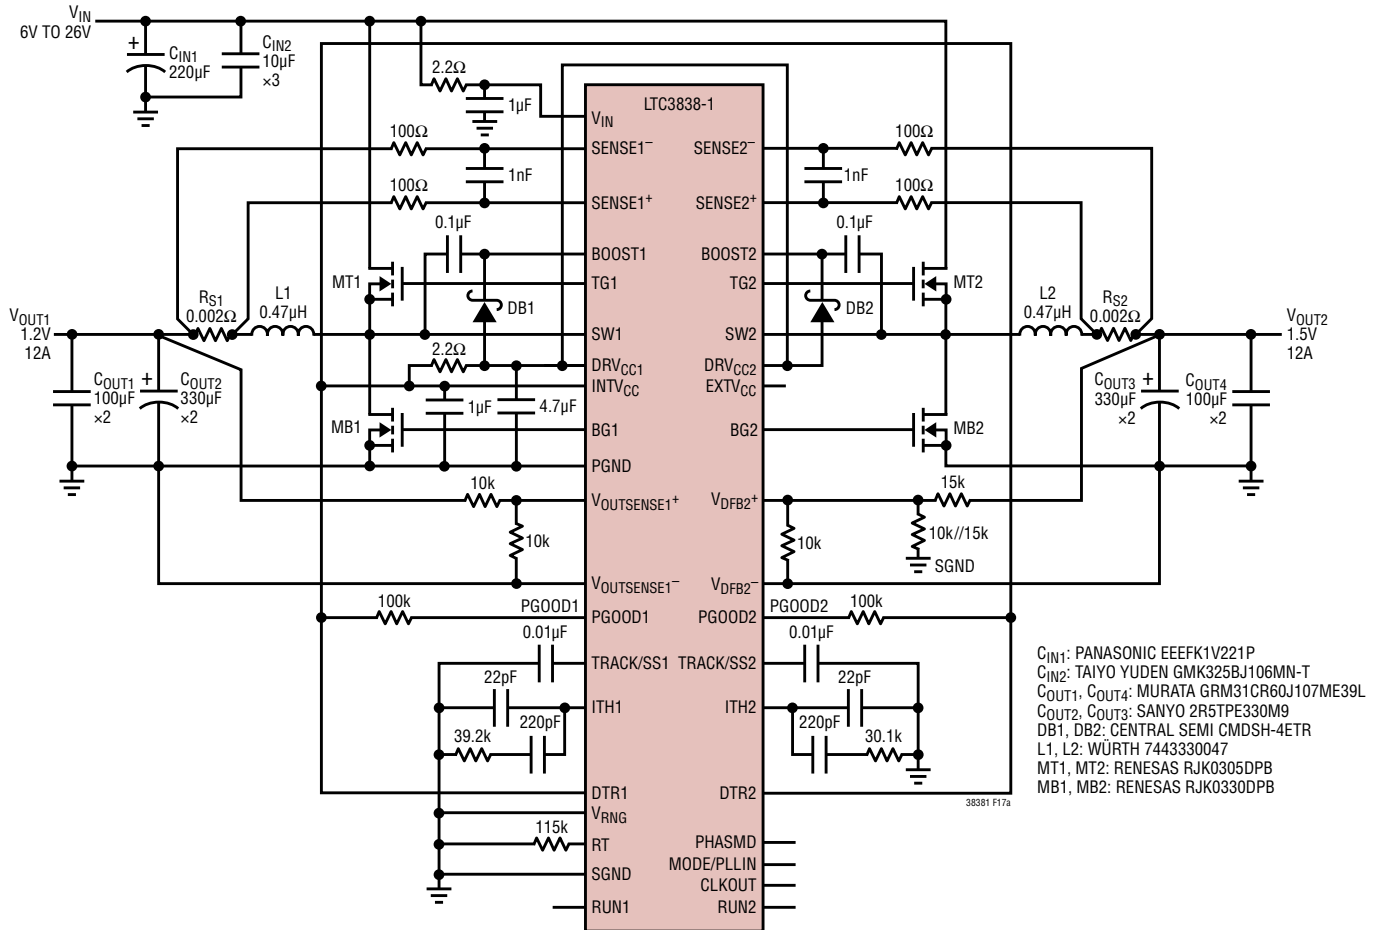 VIN
6V TO 26V
+
CIN1
220µF
CIN2
10µF
×3
2.2Ω
1µF
LTC3838-1
VIN
100Ω
SENSE1–
SENSE2–
100Ω
1nF
1nF
100Ω
SENSE1+
SENSE2+
100Ω
0.1µF
BOOST1
BOOST2
0.1µF
MT1
TG1
TG2
MT2
DB1
DB2
VOUT1
1.2V
12A
RS1
0.002Ω
L1
0.47µH
SW1
SW2
L2
0.47µH
RS2
0.002Ω
VOUT2
1.5V
12A
2.2Ω
DRVCC1
DRVCC2
INTVCC
EXTVCC
COUT1
100µF
×2
+
COUT2
330µF
×2
1µF
4.7µF
COUT3
330µF
×2
+
COUT4
100µF
×2
MB1
BG1
BG2
MB2
PGND
10k
VOUTSENSE1+
VDFB2+
15k
10k
10k
10k//15k
SGND
VOUTSENSE1–
VDFB2–
100k
PGOOD1
PGOOD1
PGOOD2
PGOOD2
100k
0.01µF
TRACK/SS1
TRACK/SS2
0.01µF
22pF
ITH1
ITH2
22pF
220pF
39.2k
220pF
30.1k
DTR1
DTR2
VRNG
115k
RT
PHASMD
MODE/PLLIN
SGND
CLKOUT
RUN1
RUN2
38381 F17a
CIN1: PANASONIC EEEFK1V221P
CIN2: TAIYO YUDEN GMK325BJ106MN-T
COUT1, COUT4: MURATA GRM31CR60J107ME39L
COUT2, COUT3: SANYO 2R5TPE330M9
DB1, DB2: CENTRAL SEMI CMDSH-4ETR
L1, L2: WÜRTH 7443330047
MT1, MT2: RENESAS RJK0305DPB
MB1, MB2: RENESAS RJK0330DPB